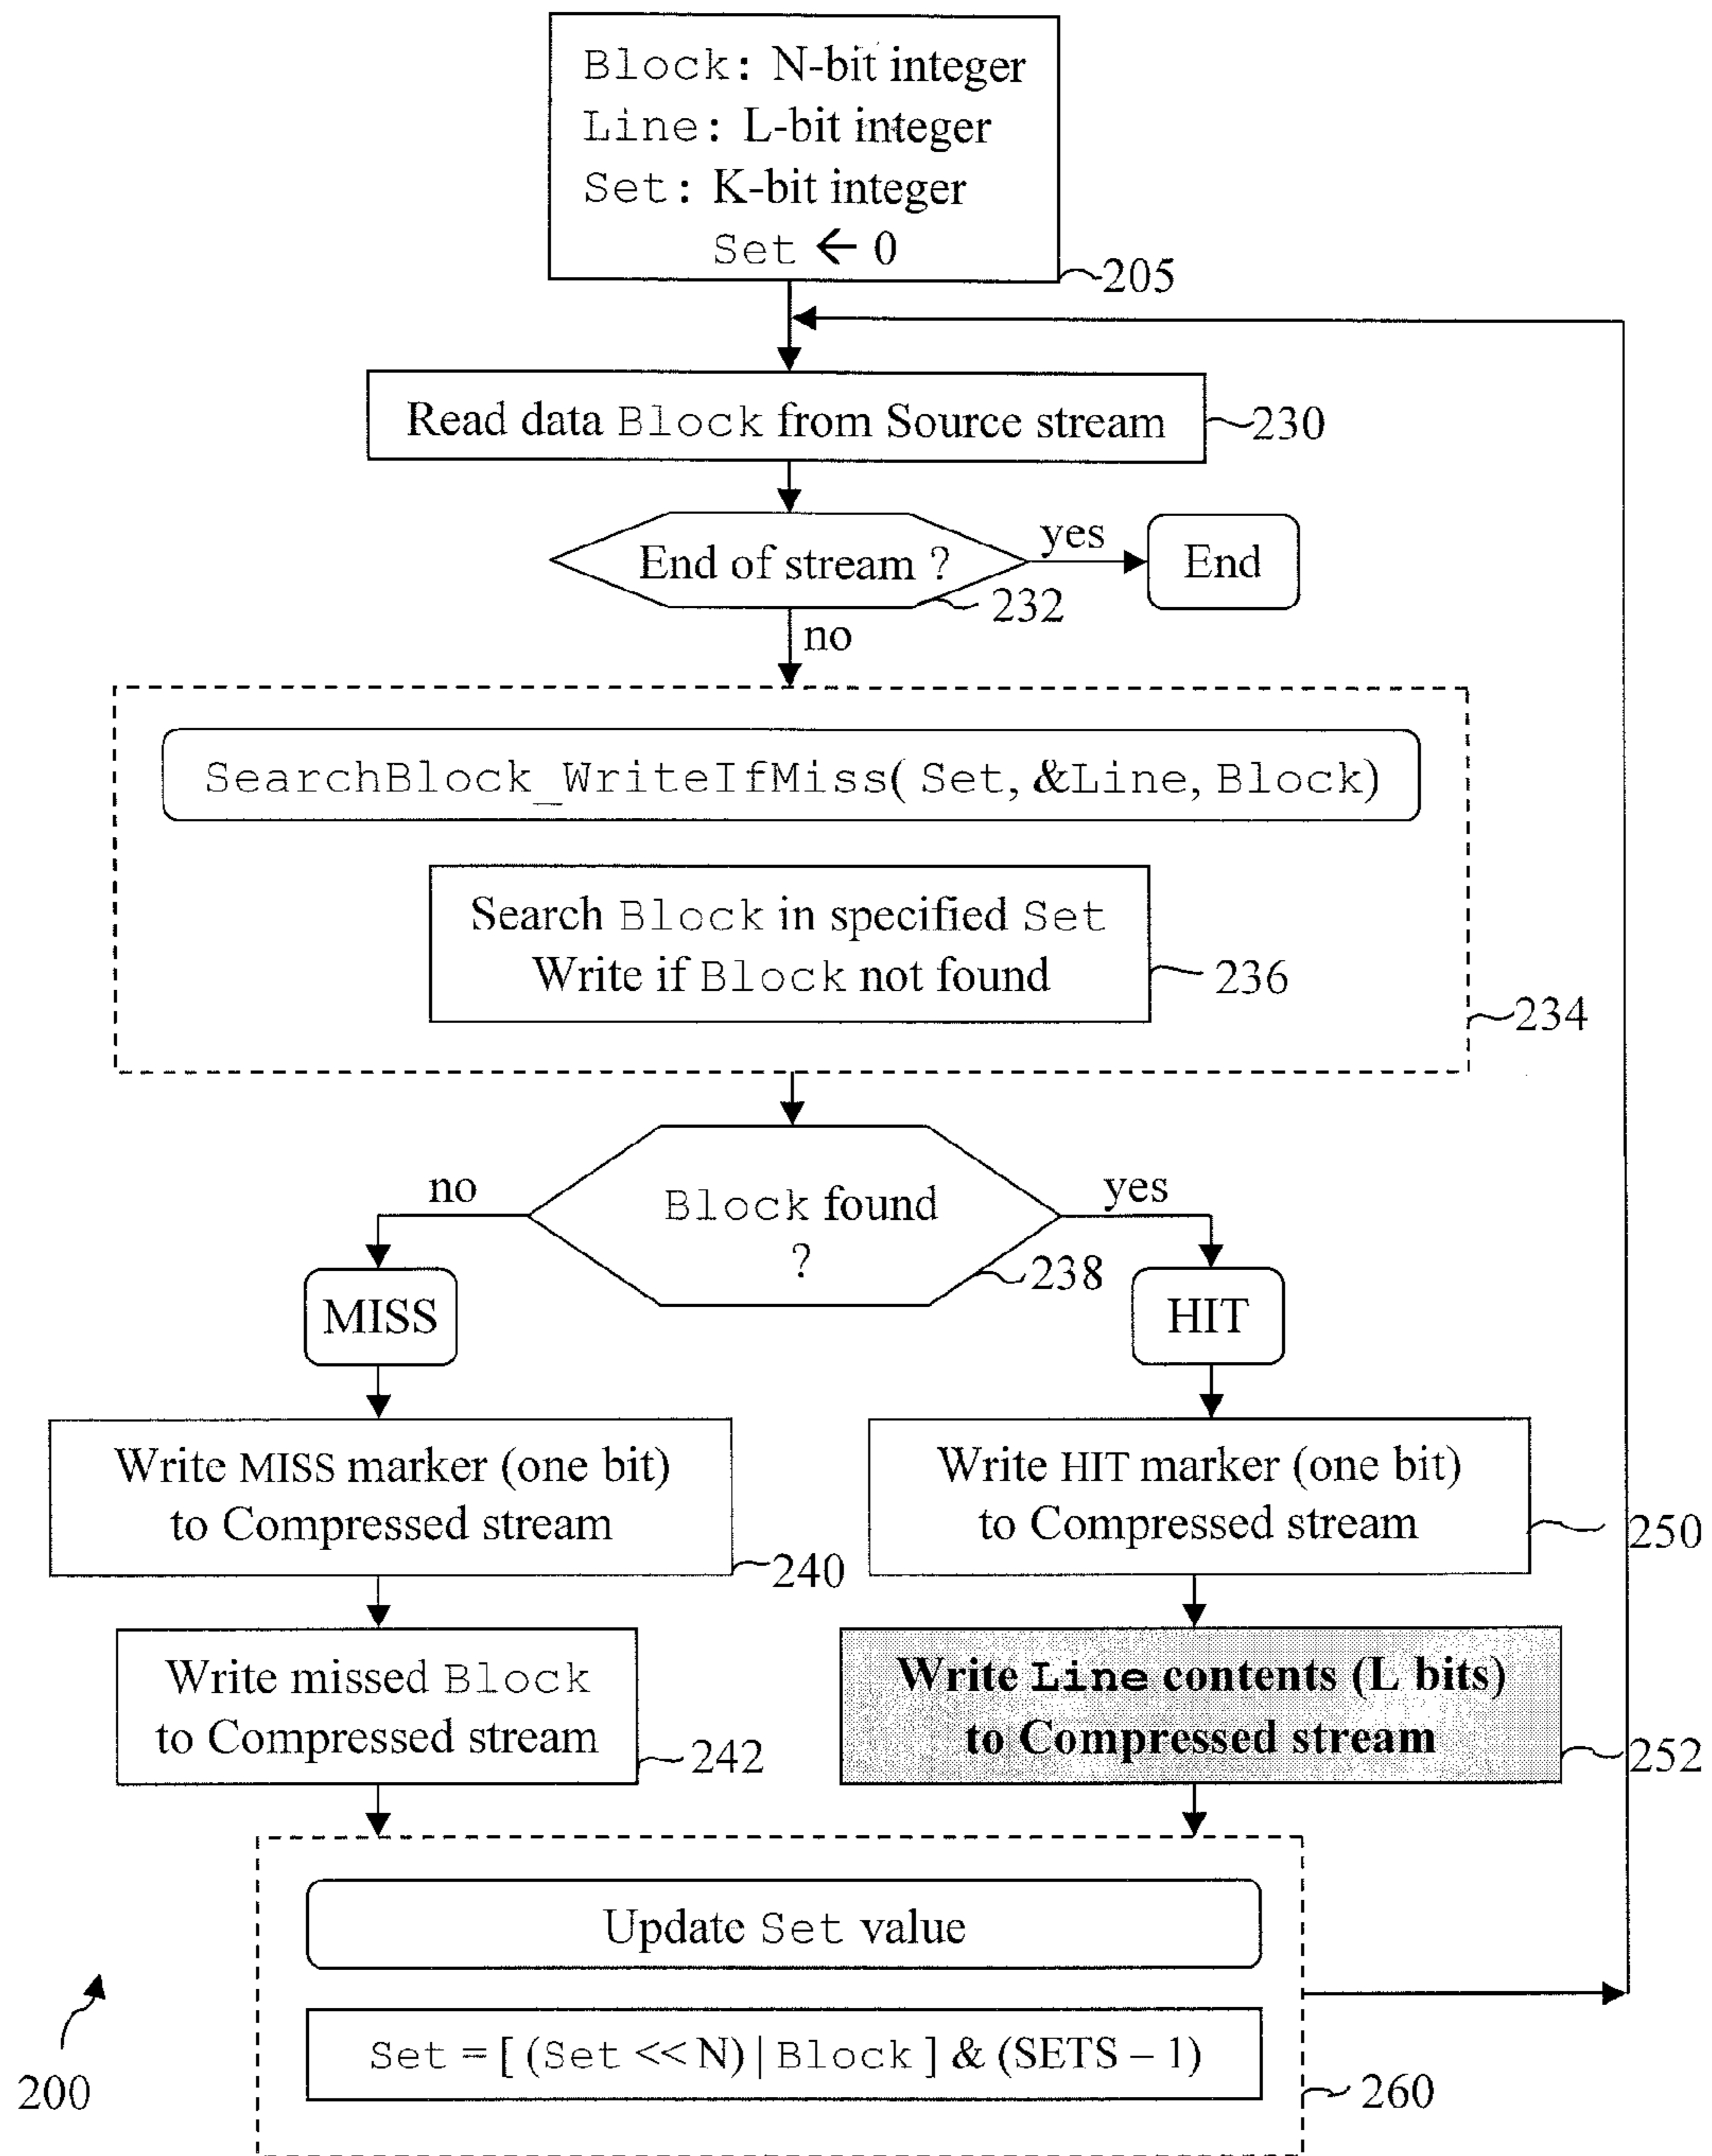 Block: N-bit integer
Line: L-bit integer
Set: K-bit integer
Set ← 0
205
Read data Block from Source stream
230
End of stream ?
yes
End
232
no
SearchBlock_WriteIfMiss( Set, &Line, Block)
Search Block in specified Set
Write if Block not found
236
234
no
Block found
?
yes
238
MISS
HIT
Write MISS marker (one bit)
to Compressed stream
240
Write HIT marker (one bit)
to Compressed stream
250
Write missed Block
to Compressed stream
242
Write Line contents (L bits)
to Compressed stream
252
Update Set value
Set = [ (Set << N) | Block ] & (SETS – 1)
260
200